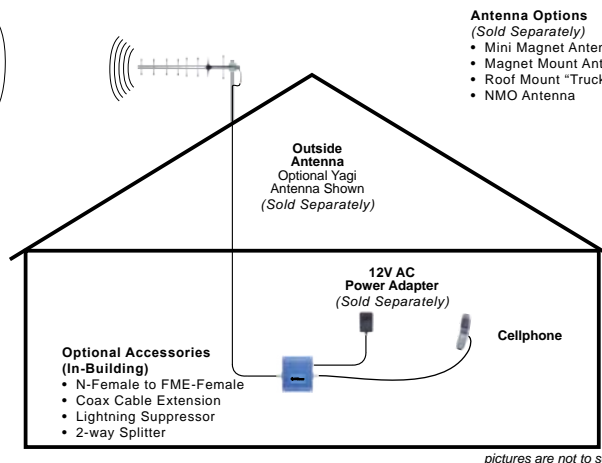 Antenna Options
(Sold Separately)
• Mini Magnet
• Magnet Mount
• Roof Mount
• NMO Antenna
Outside
Antenna
Optional Yagi
Antenna Shown
(Sold Separately)
12V AC
Power Adapter
(Sold Separately)
Cellphone
Optional Accessories
(In-Building)
• N-Female to FME-Female
• Coax Cable Extension
• Lightning Suppressor
• 2-way Splitter
pictures are not to